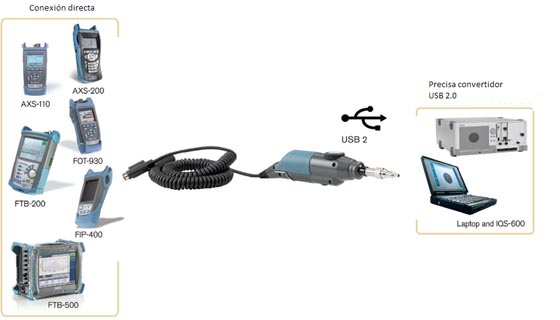 Conexión directa
AXS-200
AXS-110
FOT-930
FTB-200
FIP-400
FTB-500
USB 2
Precisa convertidor
USB 2.0
Laptop and IQS-600